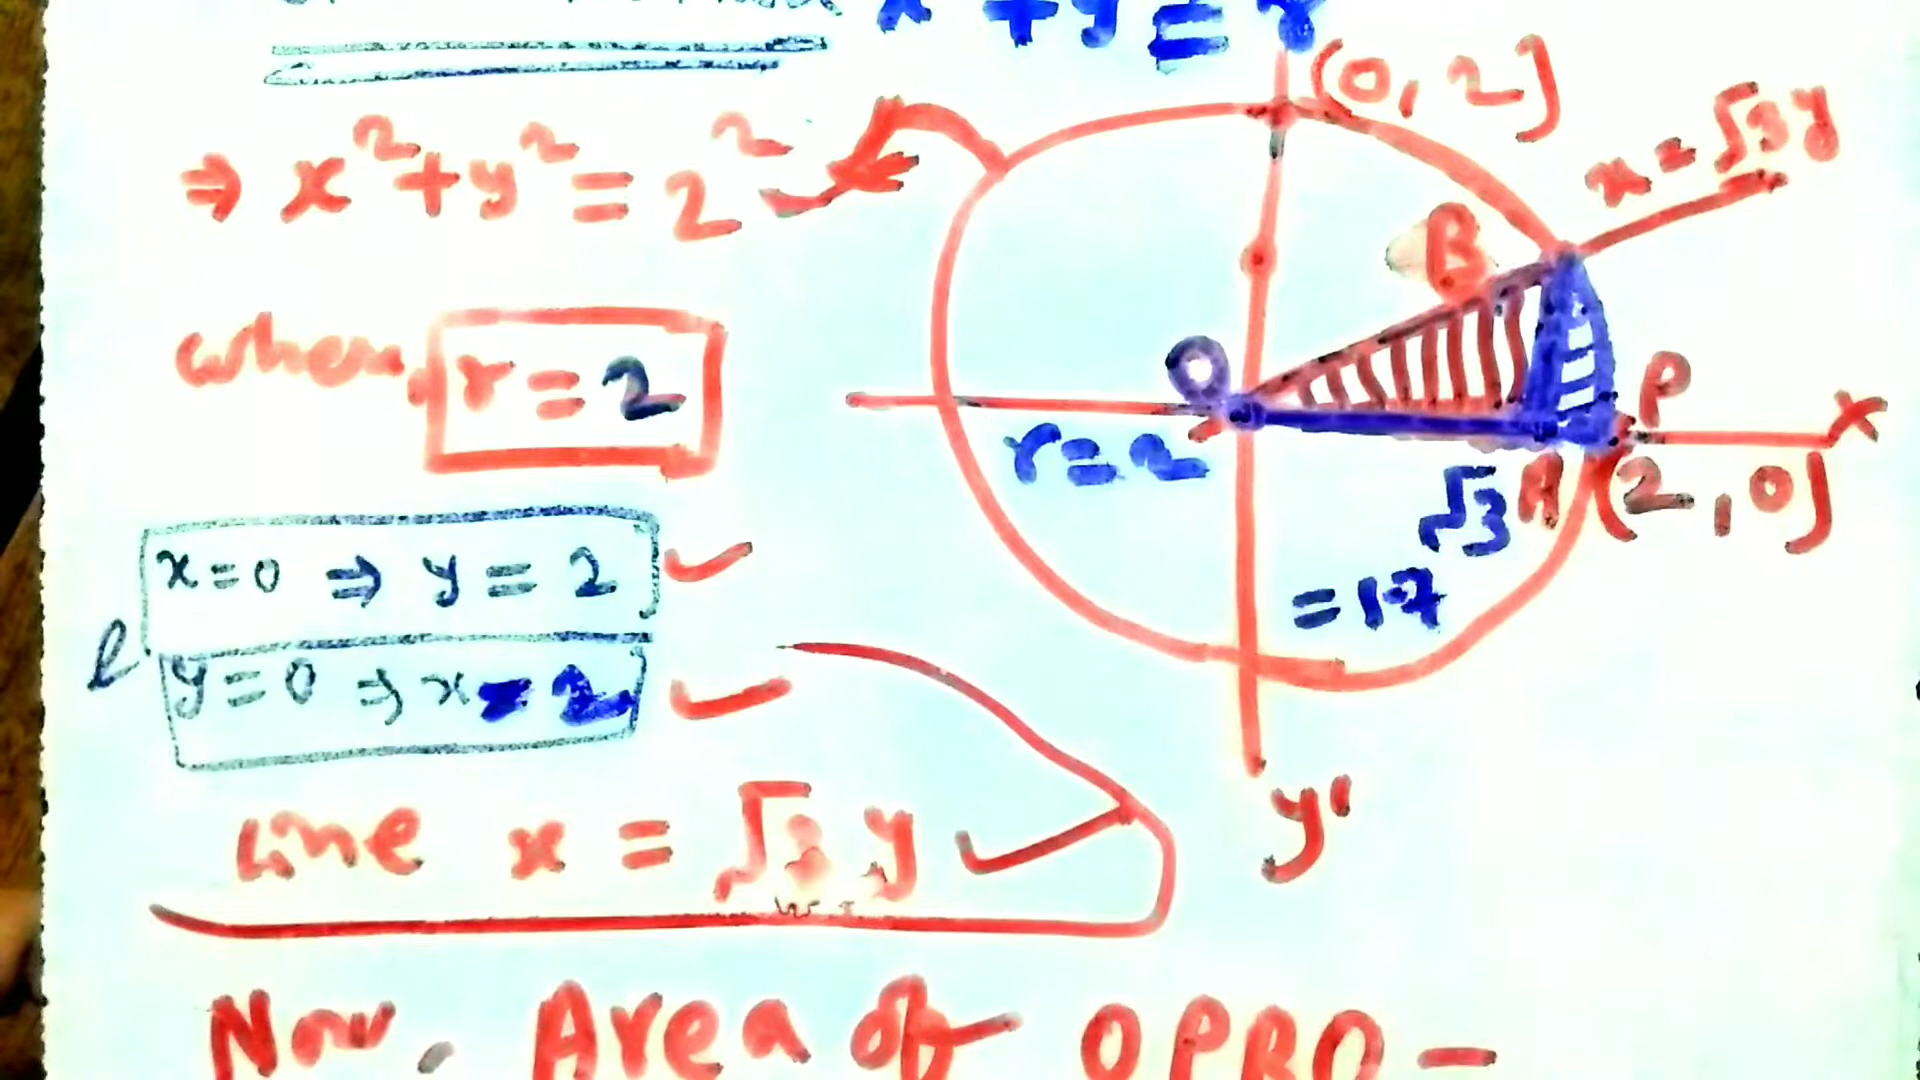 x + y = r
(0, 2)
⇒ x² + y² = 2²
x = √3y
where, r = 2
B
O
P
X
r = 2
√3 A (2, 0)
= 1.7
x = 0 ⇒ y = 2
y = 0 ⇒ x = 2
Line x = √3 y
y'
Now. Area of OPBO -